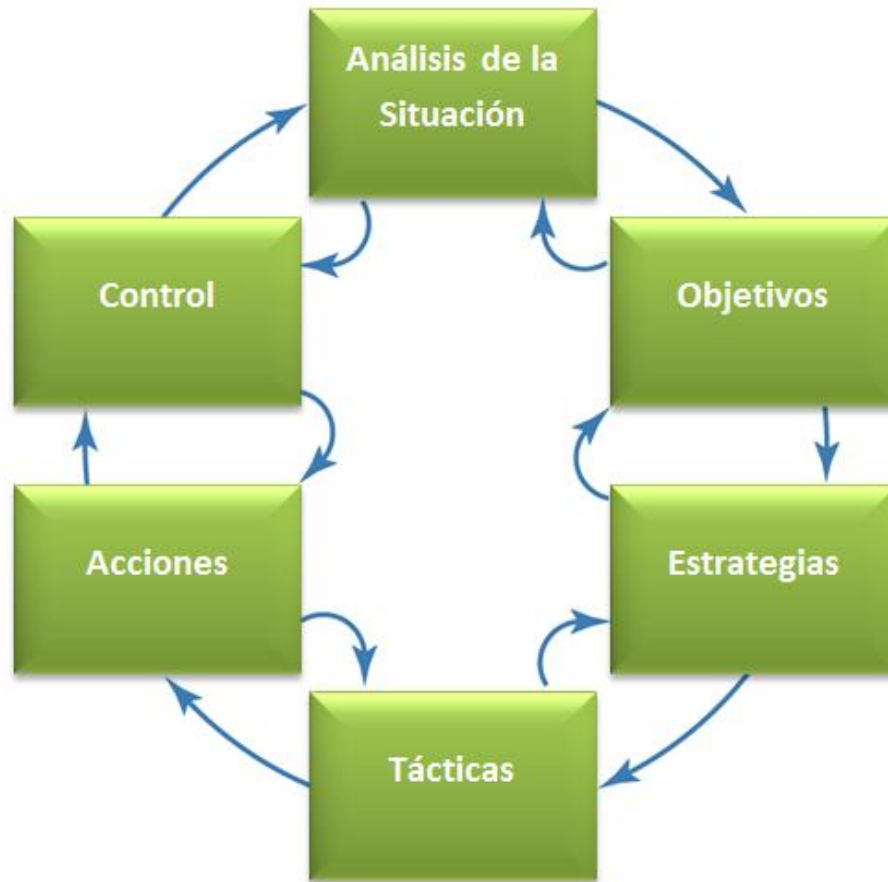 Análisis de la
Situación
Objetivos
Estrategias
Tácticas
Acciones
Control